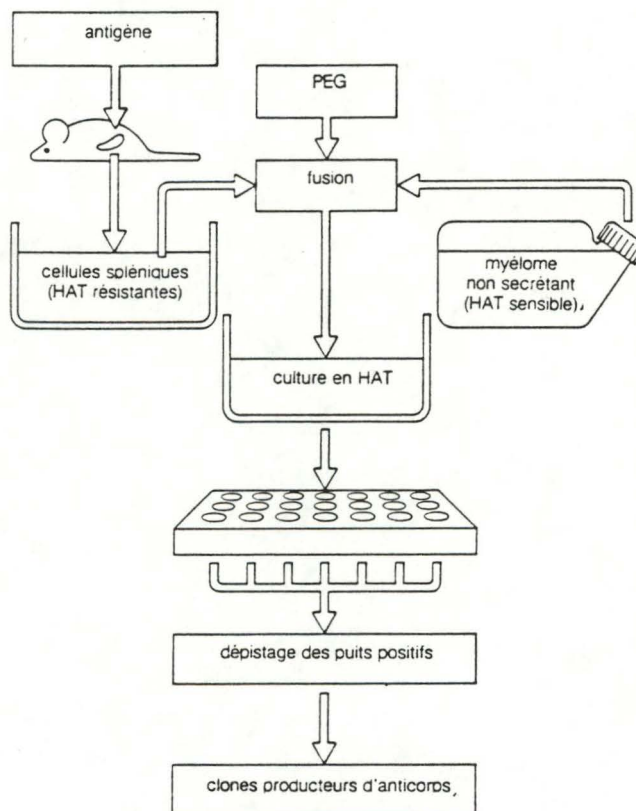 antigène
PEG
fusion
cellules spléniques
(HAT résistantes)
myélome
non secrétant
(HAT sensible)
culture en HAT
dépistage des puits positifs
clones producteurs d'anticorps